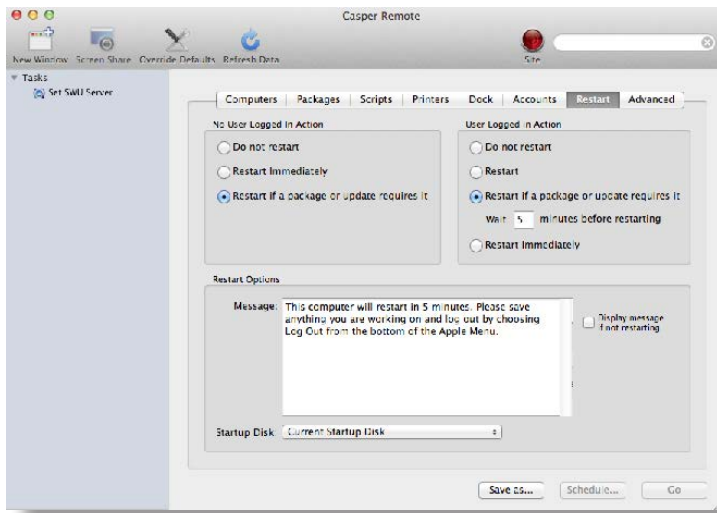 Casper Remote
New Window Screen Share Override Defaults Refresh Data Site
Tasks
Set SWU Server
Computers Packages Scripts Printers Dock Accounts Restart Advanced
No User Logged In Action
Do not restart
Restart Immediately
Restart if a package or update requires it
User Logged In Action
Do not restart
Restart
Restart if a package or update requires it
Wait 5 minutes before restarting
Restart Immediately
Restart Options
Message: This computer will restart in 5 minutes. Please save
anything you are working on and log out by choosing
Log Out from the bottom of the Apple Menu.
Display message
if not restarting
Startup Disk: Current Startup Disk
Save as... Schedule... Go